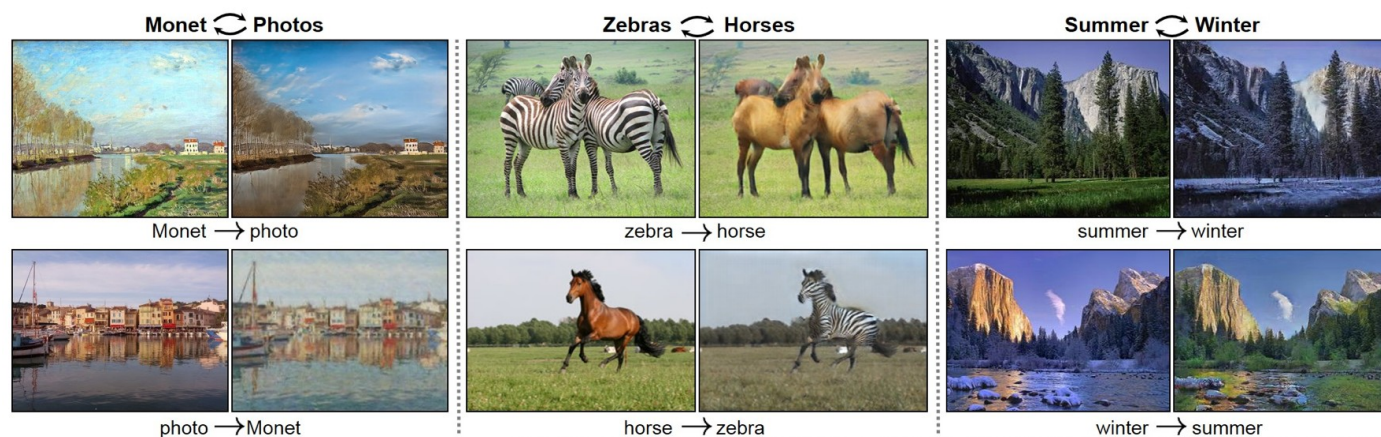 Monet Photos
Zebras Horses
Summer Winter
Monet → photo
zebra → horse
summer → winter
photo → Monet
horse → zebra
winter → summer